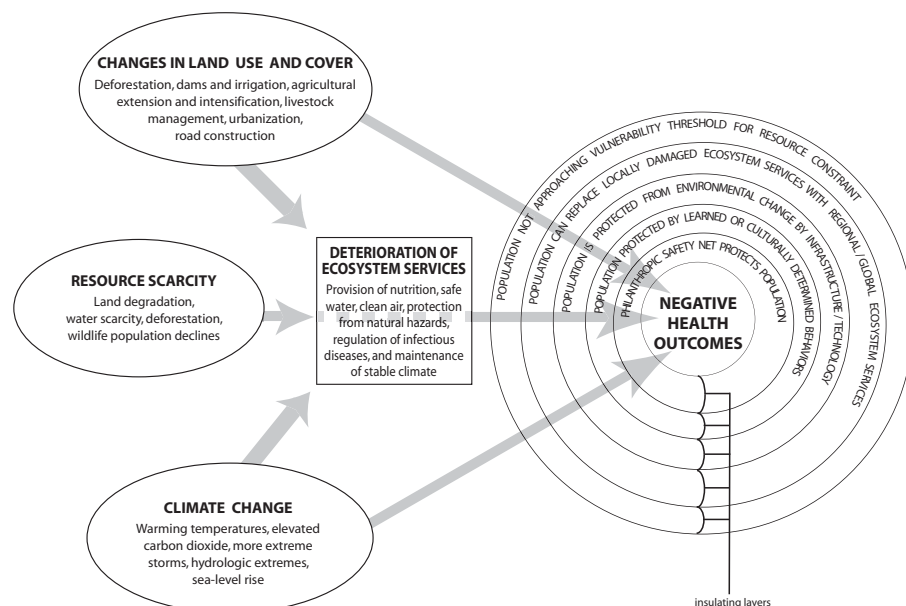 CHANGES IN LAND USE AND COVER
Deforestation, dams and irrigation, agricultural
extension and intensification, livestock
management, urbanization,
road construction
RESOURCE SCARCITY
Land degradation,
water scarcity, deforestation,
wildlife population declines
CLIMATE CHANGE
Warming temperatures, elevated
carbon dioxide, more extreme
storms, hydrologic extremes,
sea-level rise
DETERIORATION OF
ECOSYSTEM SERVICES
Provision of nutrition, safe
water, clean air, protection
from natural hazards,
regulation of infectious
diseases, and maintenance
of stable climate
POPULATION NOT APPROACHING VULNERABILITY THRESHOLD FOR RESOURCE CONSTRAINT
POPULATION CAN REPLACE LOCALLY DAMAGED ECOSYSTEM SERVICES WITH REGIONAL / GLOBAL ECOSYSTEM SERVICES
POPULATION IS PROTECTED FROM ENVIRONMENTAL CHANGE BY INFRASTRUCTURE / TECHNOLOGY
POPULATION PROTECTED BY LEARNED OR CULTURALLY DETERMINED BEHAVIORS
PHILANTHROPIC SAFETY NET PROTECTS POPULATION
NEGATIVE
HEALTH
OUTCOMES
insulating layers